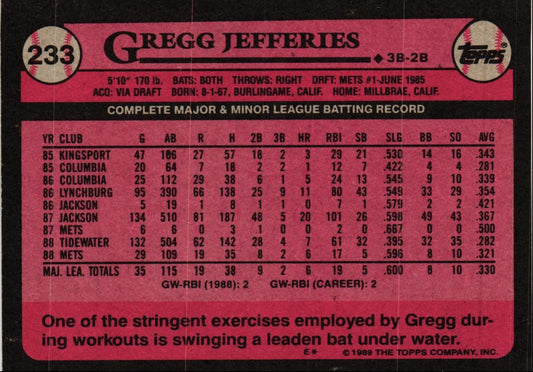 233
GREGG JEFFERIES
3B-2B
TOPPS
5'10" 170 lb. BATS: BOTH THROWS: RIGHT DRFT: METS #1-JUNE 1985
ACQ: VIA DRAFT BORN: 8-1-67, BURLINGAME, CALIF. HOME: MILLBRAE, CALIF.
COMPLETE MAJOR & MINOR LEAGUE BATTING RECORD
YR CLUB G AB R H 2B 3B HR RBI SB SLG BB SO AVG
85 KINGSPORT 47 166 27 57 18 2 3 29 21 .530 14 16 .343
85 COLUMBIA 20 64 7 18 2 2 1 12 7 .422 4 4 .281
86 COLUMBIA 25 112 29 38 6 1 5 24 13 .545 9 10 .339
86 LYNCHBURG 95 390 66 138 25 9 11 80 43 .549 33 29 .354
86 JACKSON 5 19 1 8 1 1 0 7 1 .579 2 2 .421
87 JACKSON 134 510 81 187 48 5 20 101 26 .598 49 43 .367
87 METS 6 6 0 3 1 0 0 2 0 .667 0 0 .500
88 TIDEWATER 132 504 62 142 28 4 7 61 32 .395 32 35 .282
88 METS 29 109 19 35 8 2 6 17 5 .596 8 10 .321
MAJ. LEA. TOTALS 35 115 19 38 9 2 6 19 5 .600 8 10 .330
GW-RBI (1988): 2 GW-RBI (CAREER): 2
One of the stringent exercises employed by Gregg dur-
ing workouts is swinging a leaden bat under water.
E* © 1989 THE TOPPS COMPANY, INC.